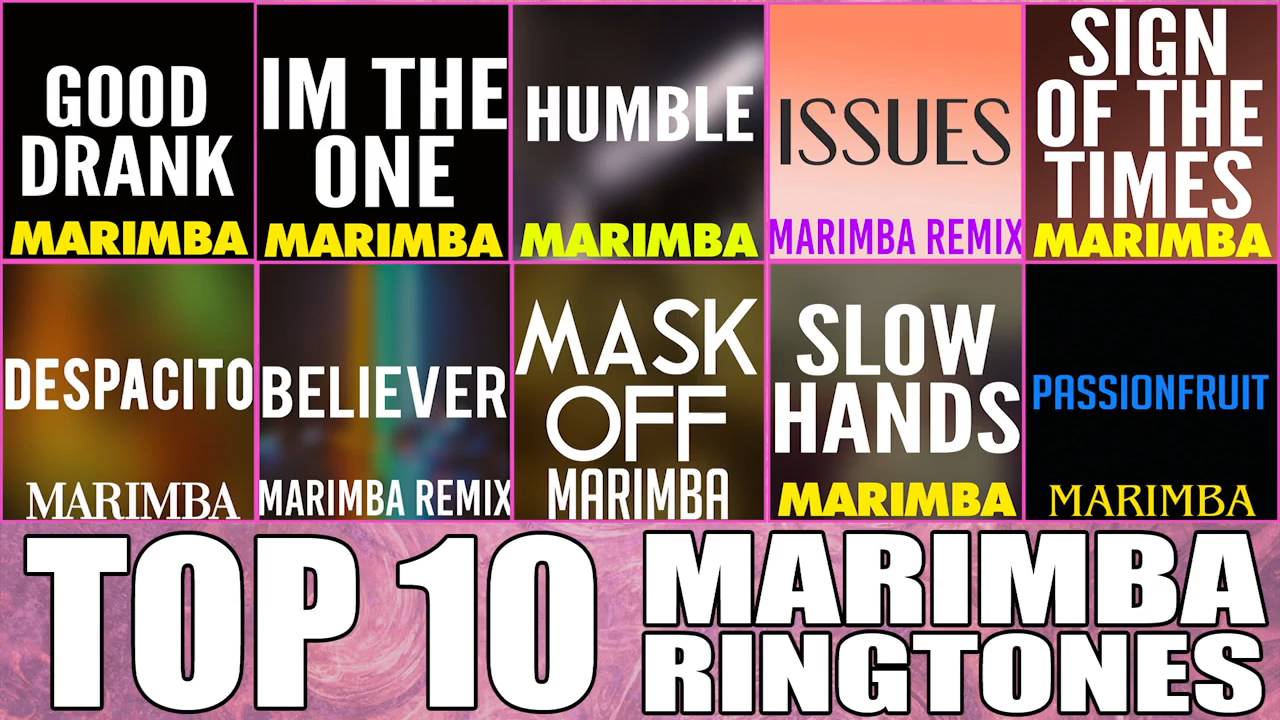 GOOD
DRANK
MARIMBA
IM THE
ONE
MARIMBA
HUMBLE
MARIMBA
ISSUES
MARIMBA REMIX
SIGN
OF THE
TIMES
MARIMBA
DESPACITO
MARIMBA
BELIEVER
MARIMBA REMIX
MASK
OFF
MARIMBA
SLOW
HANDS
MARIMBA
PASSIONFRUIT
MARIMBA
TOP 10
MARIMBA
RINGTONES